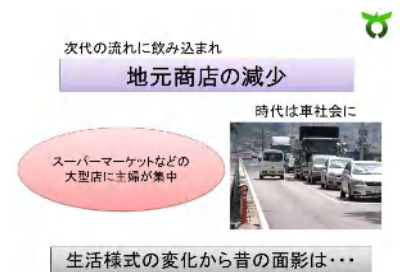 次代の流れに飲み込まれ
地元商店の減少
時代は車社会に
スーパーマーケットなどの
大型店に主婦が集中
生活様式の変化から昔の面影は・・・